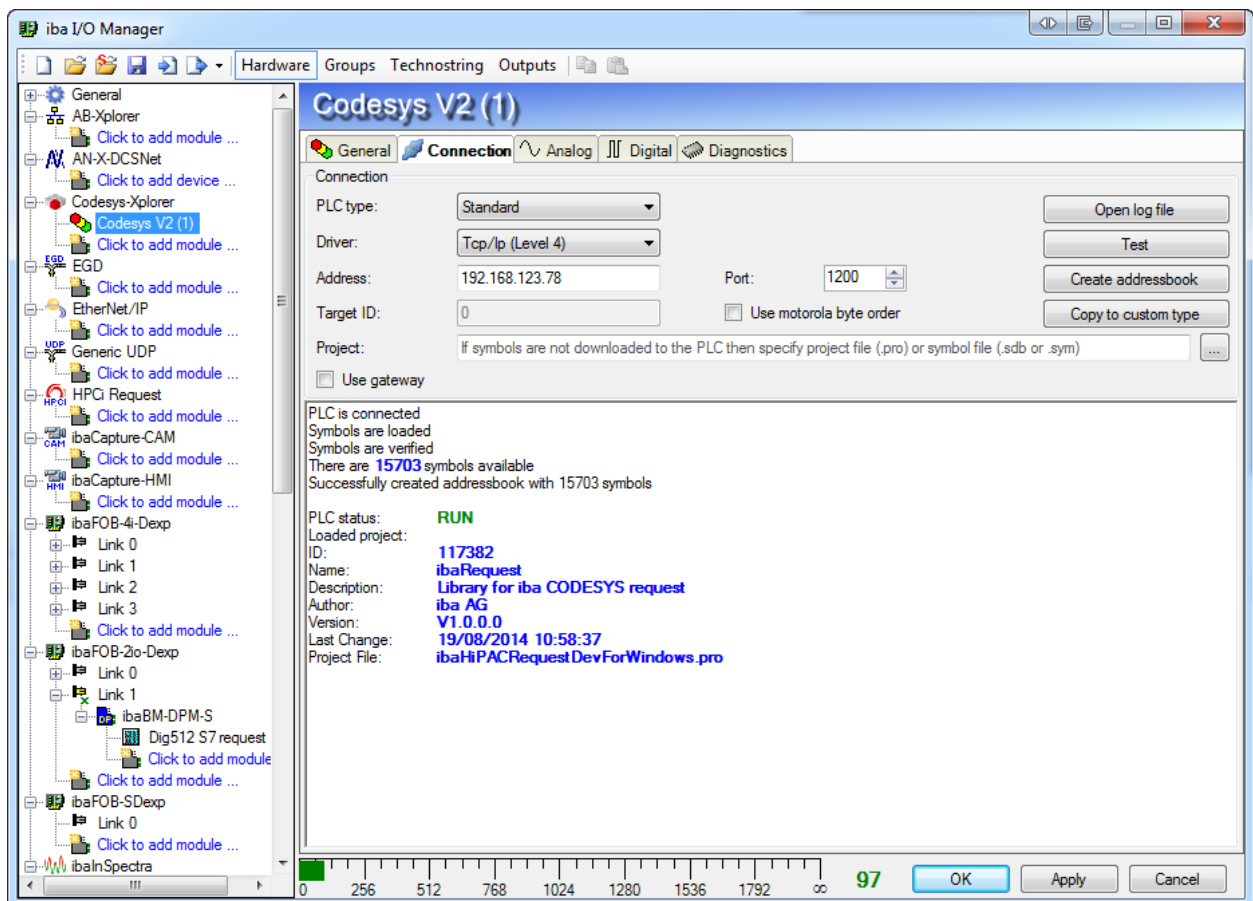 iba I/O Manager
Hardware Groups Technostring Outputs
General
AB-Xplorer
Click to add module ...
AN-X-DCSNet
Click to add device ...
Codesys-Xplorer
Codesys V2 (1)
Click to add module ...
EGD
EGD
Click to add module ...
EtherNet/IP
Click to add module ...
UDP
Generic UDP
Click to add module ...
HPCi
HPCi Request
Click to add module ...
CAM
ibaCapture-CAM
Click to add module ...
HMI
ibaCapture-HMI
Click to add module ...
ibaFOB-4i-Dexp
Link 0
Link 1
Link 2
Link 3
Click to add module ...
ibaFOB-2io-Dexp
Link 0
Link 1
DP
ibaBM-DPM-S
Dig512 S7 request
Click to add module
Click to add module ...
ibaFOB-SDexp
Link 0
Click to add module ...
ibaInSpectra
Codesys V2 (1)
General Connection Analog Digital Diagnostics
Connection
PLC type: Standard Open log file
Driver: Tcp/Ip (Level 4) Test
Address: 192.168.123.78 Port: 1200 Create addressbook
Target ID: 0 Use motorola byte order Copy to custom type
Project: If symbols are not downloaded to the PLC then specify project file (.pro) or symbol file (.sdb or .sym) ...
Use gateway
PLC is connected
Symbols are loaded
Symbols are verified
There are 15703 symbols available
Successfully created addressbook with 15703 symbols
PLC status: RUN
Loaded project:
ID: 117382
Name: ibaRequest
Description: Library for iba CODESYS request
Author: iba AG
Version: V1.0.0.0
Last Change: 19/08/2014 10:58:37
Project File: ibaHiPACRequestDevForWindows.pro
0 256 512 768 1024 1280 1536 1792 ∞ 97 OK Apply Cancel